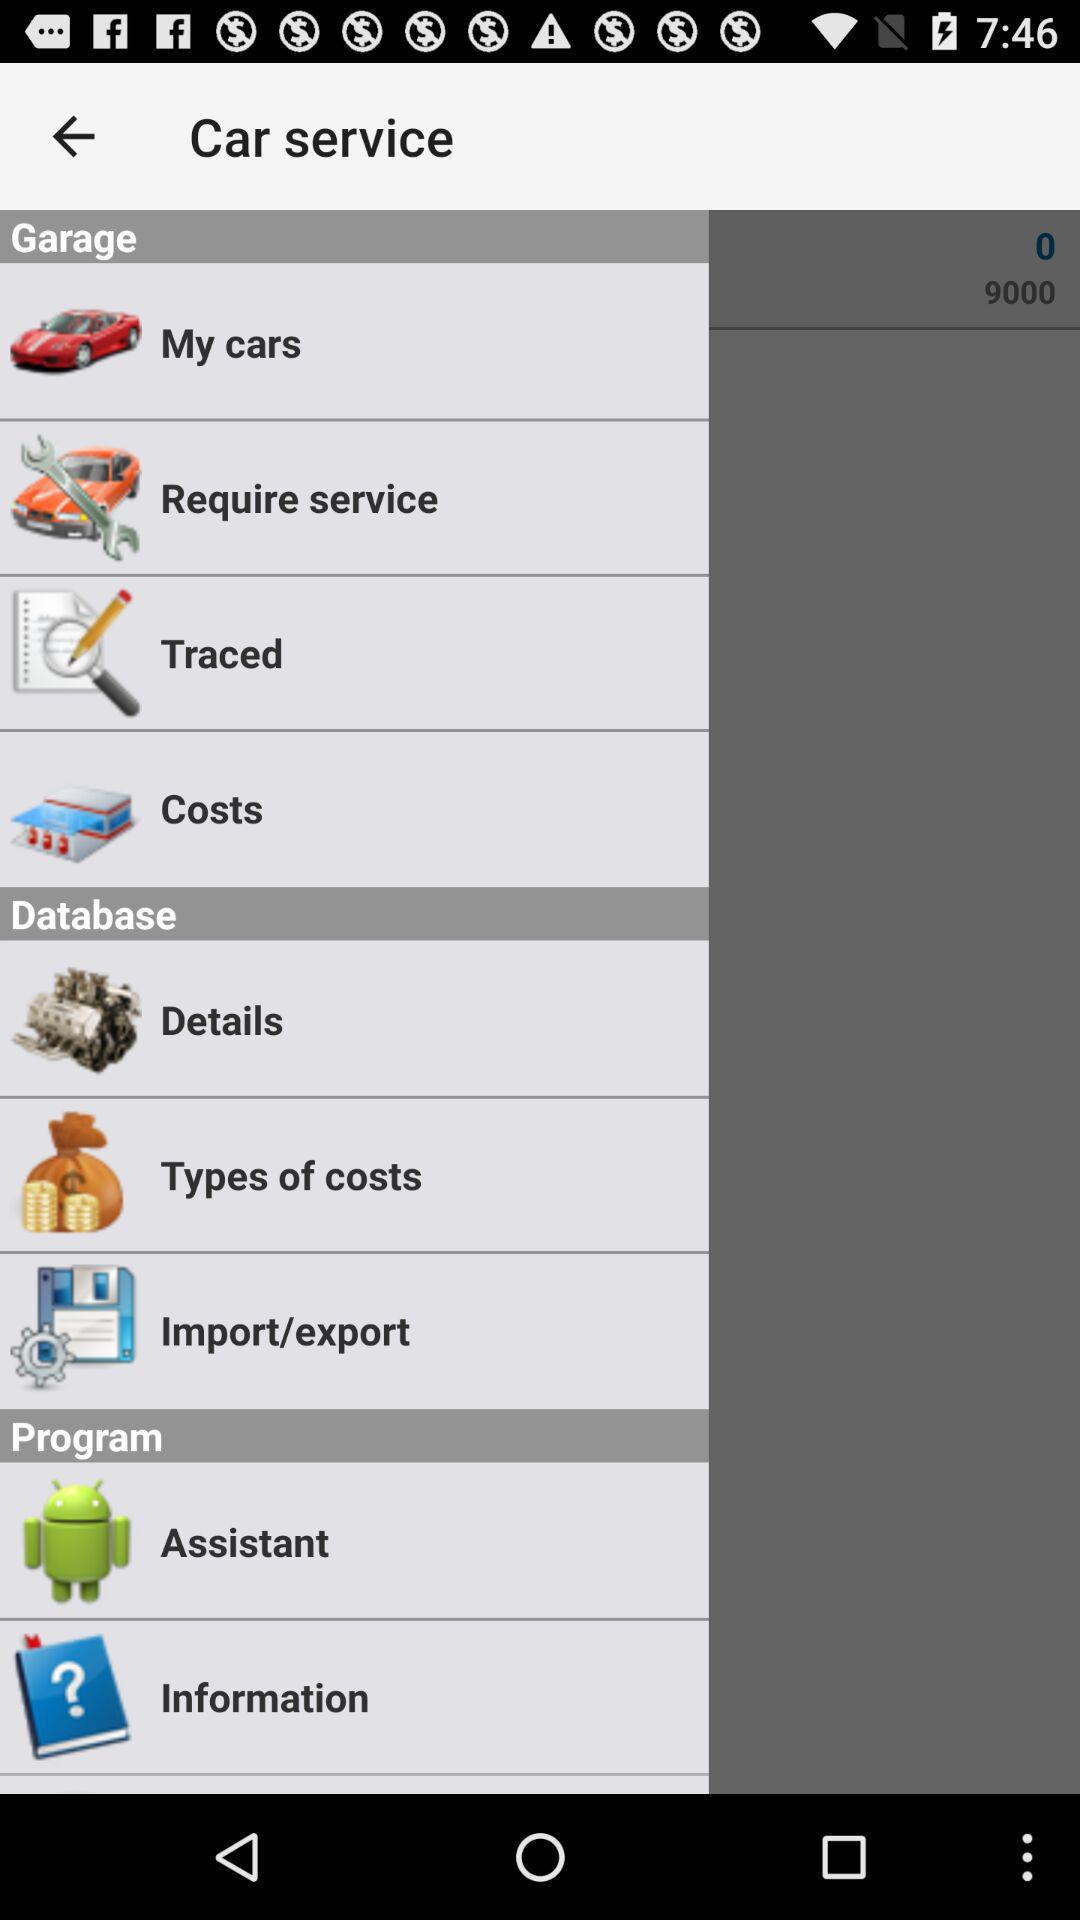 7:46
Car service
Garage
0
9000
My cars
Require service
Traced
Costs
Database
Details
Types of costs
Import/export
Program
Assistant
Information